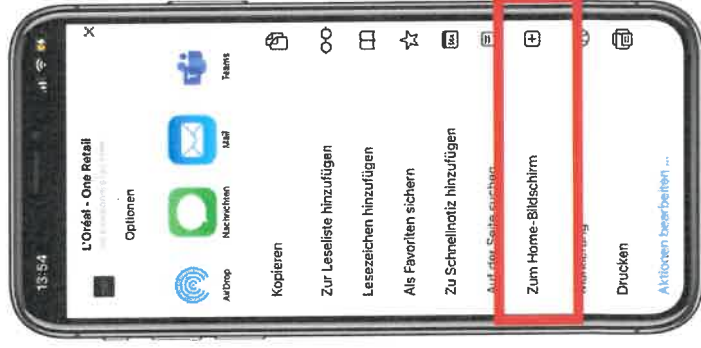 13:54
L'Oréal - One Retail
Optionen
AirDrop
Nachrichten
Mail
Teams
Kopieren
Zur Leseliste hinzufügen
Lesezeichen hinzufügen
Als Favoriten sichern
Zu Schnellnotiz hinzufügen
Auf der Seite suchen
Zum Home-Bildschirm
Markierung
Drucken
Aktionen bearbeiten ...